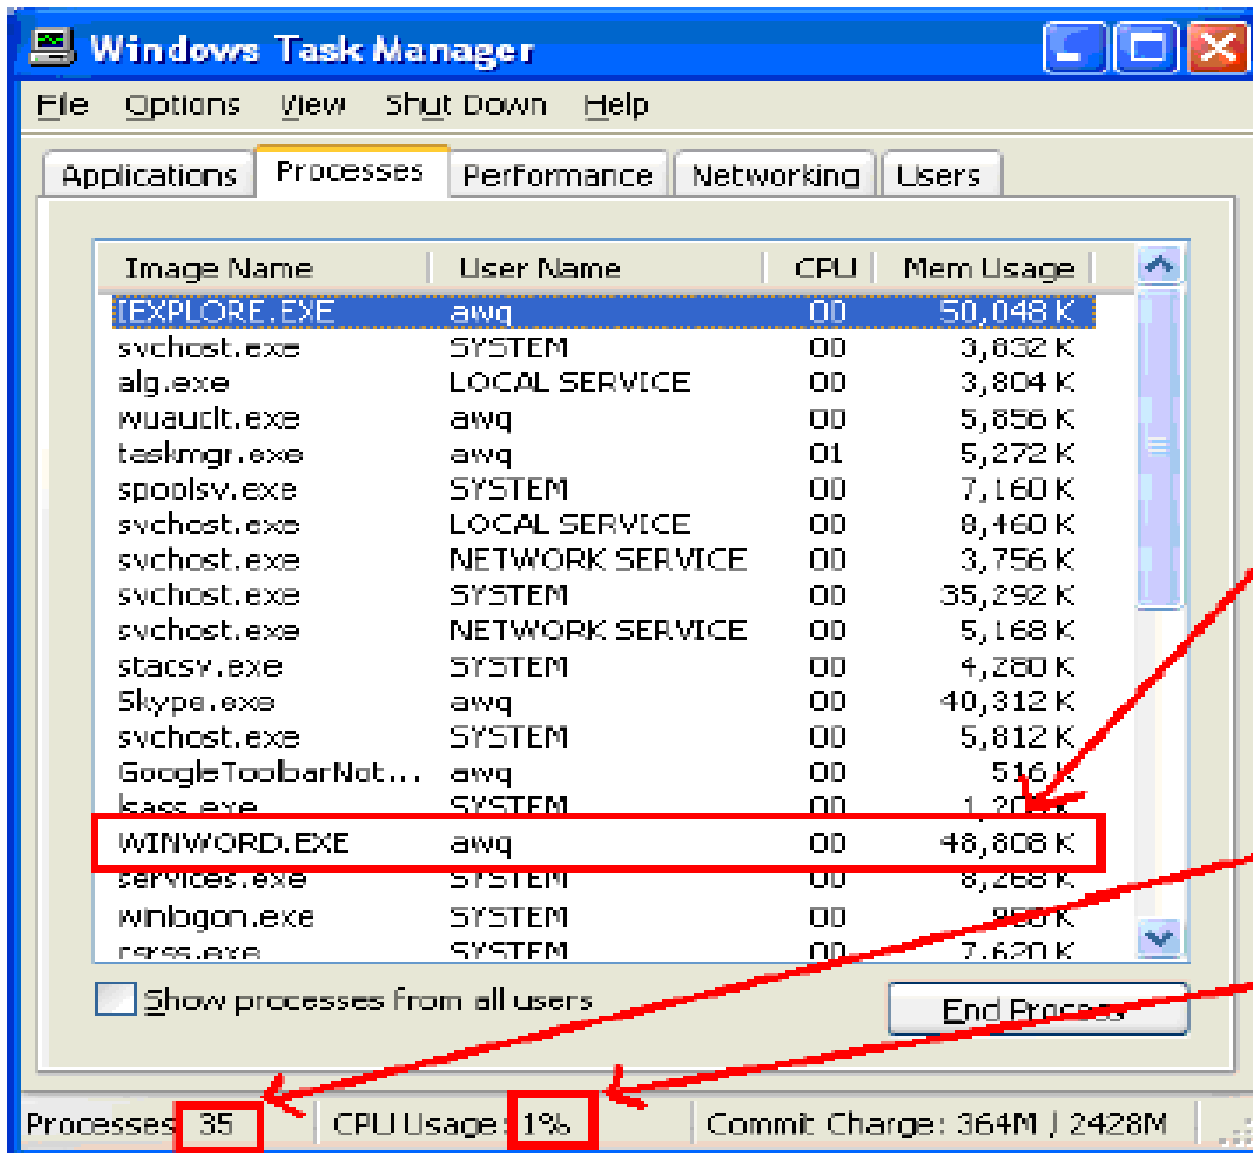 Windows Task Manager
File Options View Shut Down Help
Applications Processes Performance Networking Users
Image Name User Name CPU Mem Usage
IEXPLORE.EXE awq 00 50,048 K
svchost.exe SYSTEM 00 3,832 K
alg.exe LOCAL SERVICE 00 3,804 K
wuauclt.exe awq 00 5,856 K
taskmgr.exe awq 01 5,272 K
spoolsv.exe SYSTEM 00 7,160 K
svchost.exe LOCAL SERVICE 00 8,460 K
svchost.exe NETWORK SERVICE 00 3,756 K
svchost.exe SYSTEM 00 35,292 K
svchost.exe NETWORK SERVICE 00 5,168 K
stacsv.exe SYSTEM 00 4,280 K
Skype.exe awq 00 40,312 K
svchost.exe SYSTEM 00 5,812 K
GoogleToolbarNot... awq 00 516 K
lsass.exe SYSTEM 00
WINWORD.EXE awq 00 48,808 K
services.exe SYSTEM 00 8,268 K
winlogon.exe SYSTEM 00
csrss.exe SYSTEM 00 7,620 K
Show processes from all users
End Process
Processes 35 CPU Usage: 1% Commit Charge: 364M / 2428M